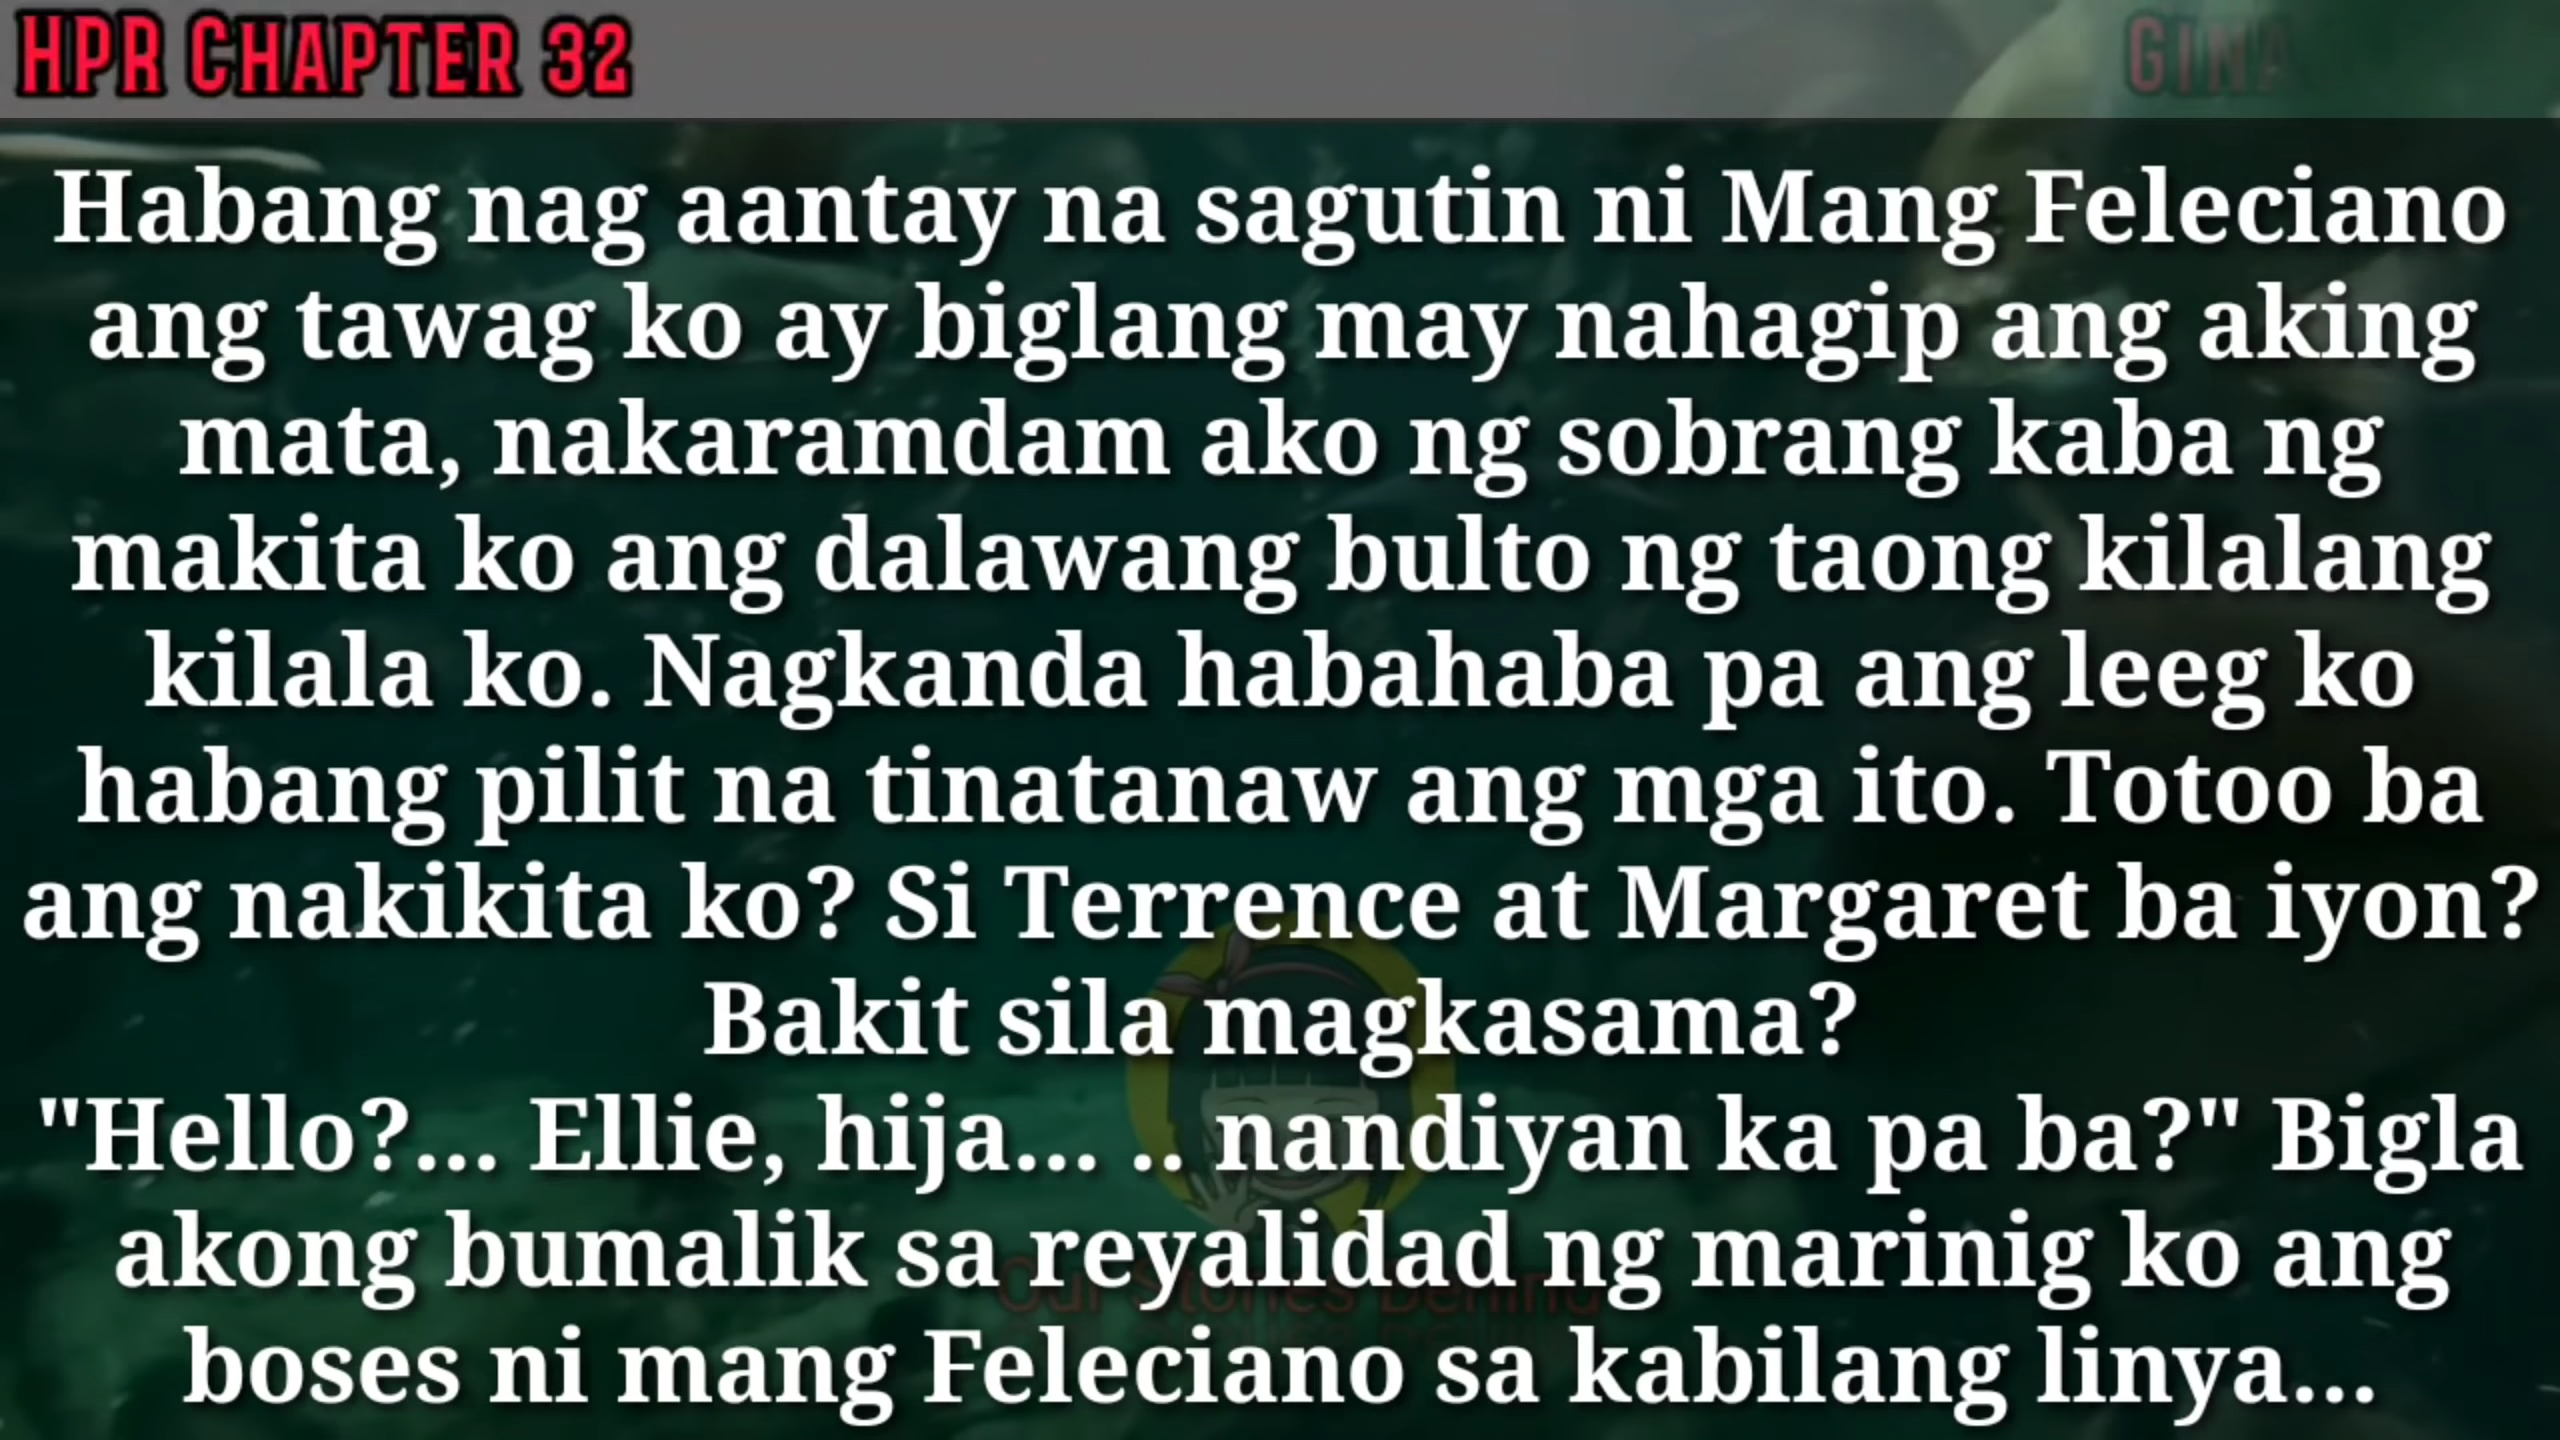 HPR CHAPTER 32
Habang nag aantay na sagutin ni Mang Feleciano
ang tawag ko ay biglang may nahagip ang aking
mata, nakaramdam ako ng sobrang kaba ng
makita ko ang dalawang bulto ng taong kilalang
kilala ko. Nagkanda habahaba pa ang leeg ko
habang pilit na tinatanaw ang mga ito. Totoo ba
ang nakikita ko? Si Terrence at Margaret ba iyon?
Bakit sila magkasama?
"Hello?... Ellie, hija... .. nandiyan ka pa ba?" Bigla
akong bumalik sa reyalidad ng marinig ko ang
Our Stories Behind
boses ni mang Feleciano sa kabilang linya...